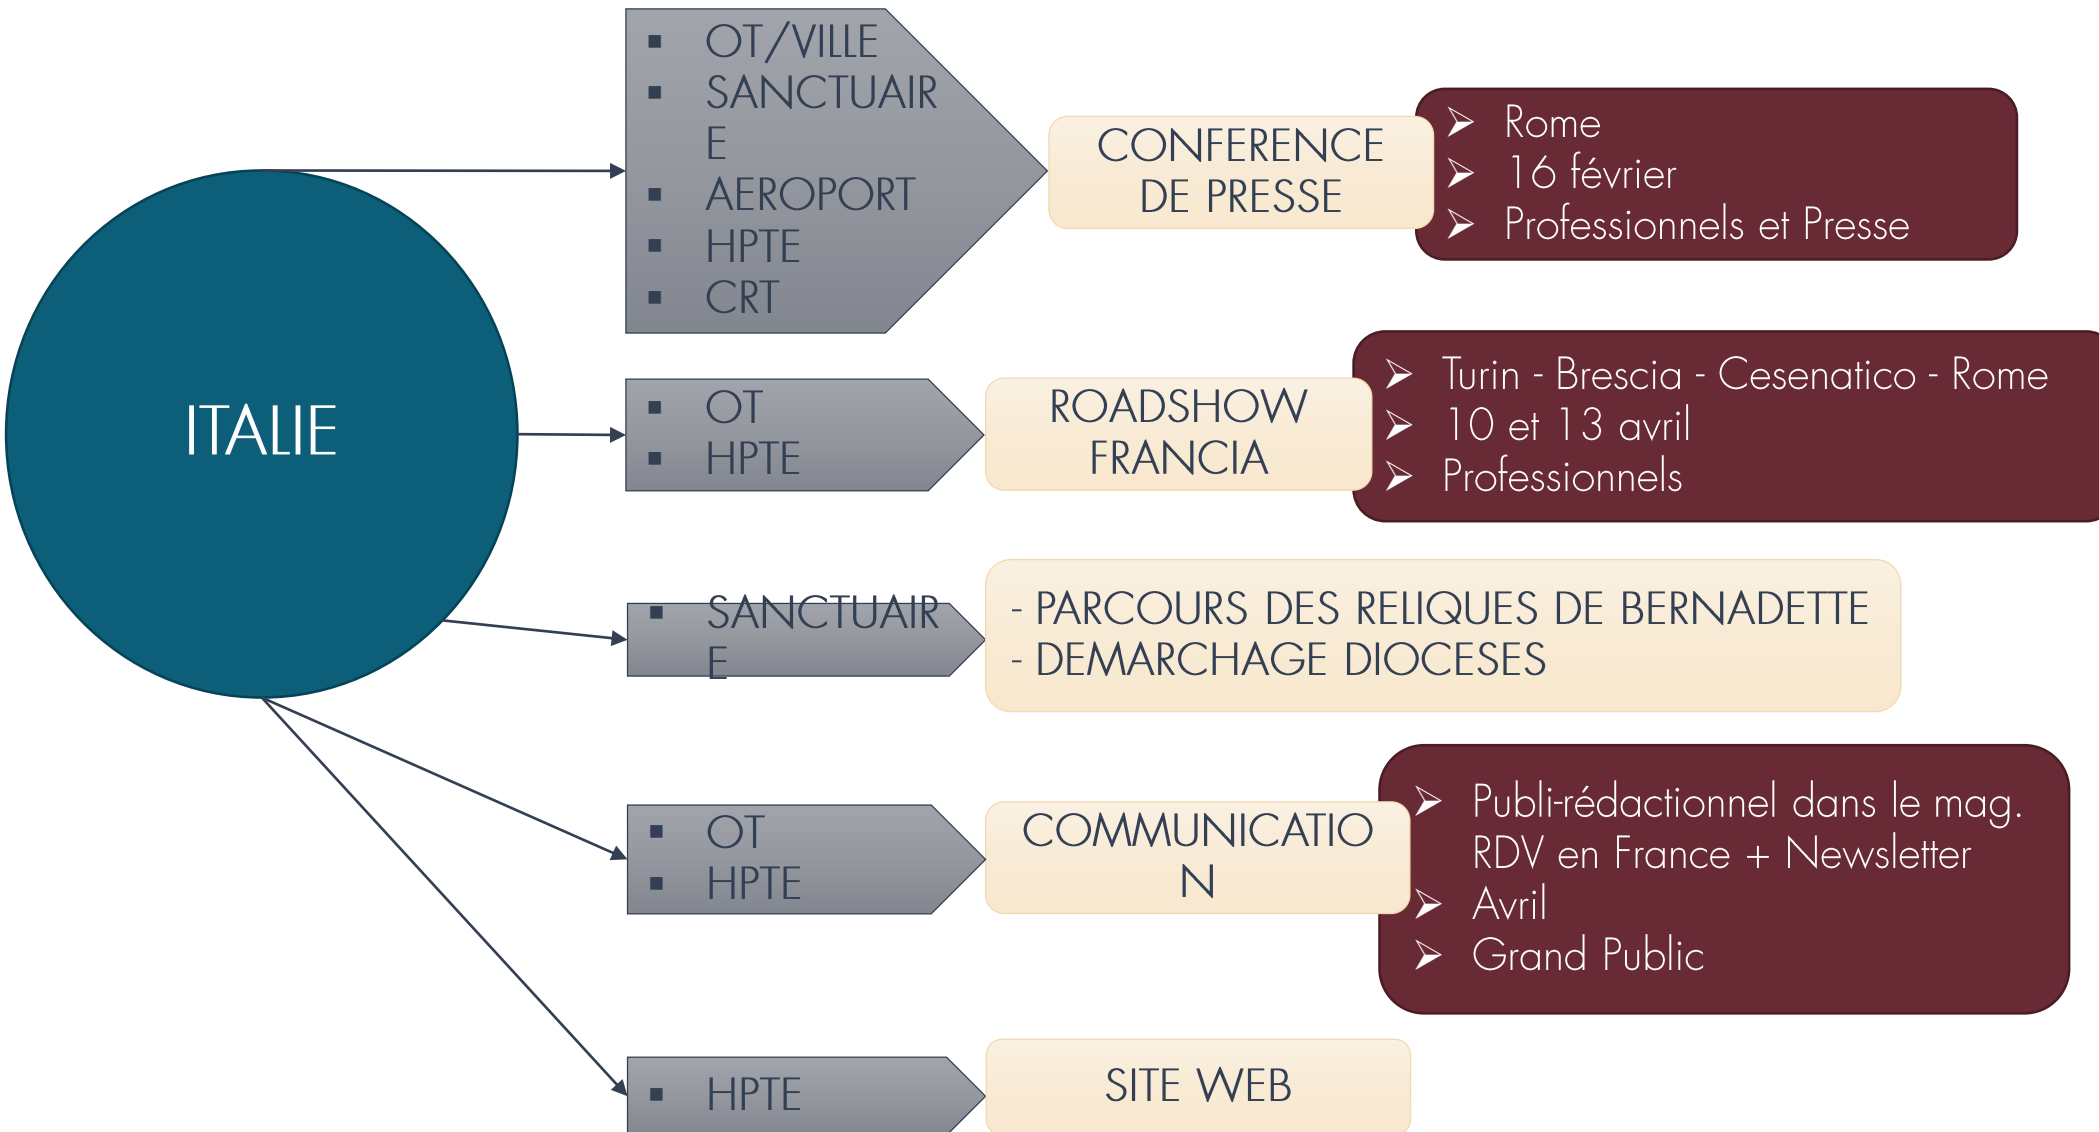 ITALIE
▪ OT/VILLE
▪ SANCTUAIR
E
▪ AEROPORT
▪ HPTE
▪ CRT
CONFERENCE
DE PRESSE
➢ Rome
➢ 16 février
➢ Professionnels et Presse
▪ OT
▪ HPTE
ROADSHOW
FRANCIA
➢ Turin - Brescia - Cesenatico - Rome
➢ 10 et 13 avril
➢ Professionnels
▪ SANCTUAIR
E
- PARCOURS DES RELIQUES DE BERNADETTE
- DEMARCHAGE DIOCESES
▪ OT
▪ HPTE
COMMUNICATIO
N
➢ Publi-rédactionnel dans le mag.
RDV en France + Newsletter
➢ Avril
➢ Grand Public
▪ HPTE
SITE WEB